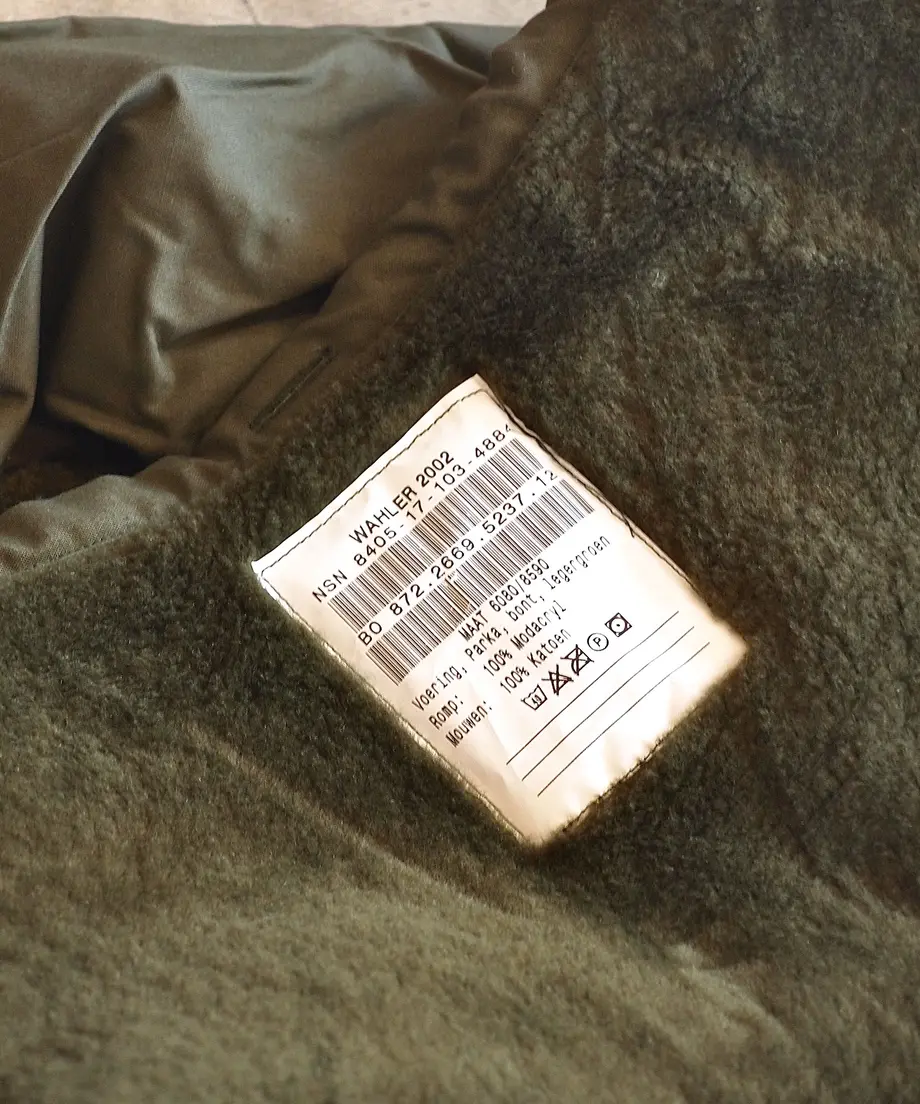 WAHLER 2002
NSN 8405-17-103-4884
BO 872.2669.5237.12
MAAT 6080/8590
Voering, Parka, bont, legergroen
Romp: 100% Modacryl
Mouwen: 100% Katoen
P